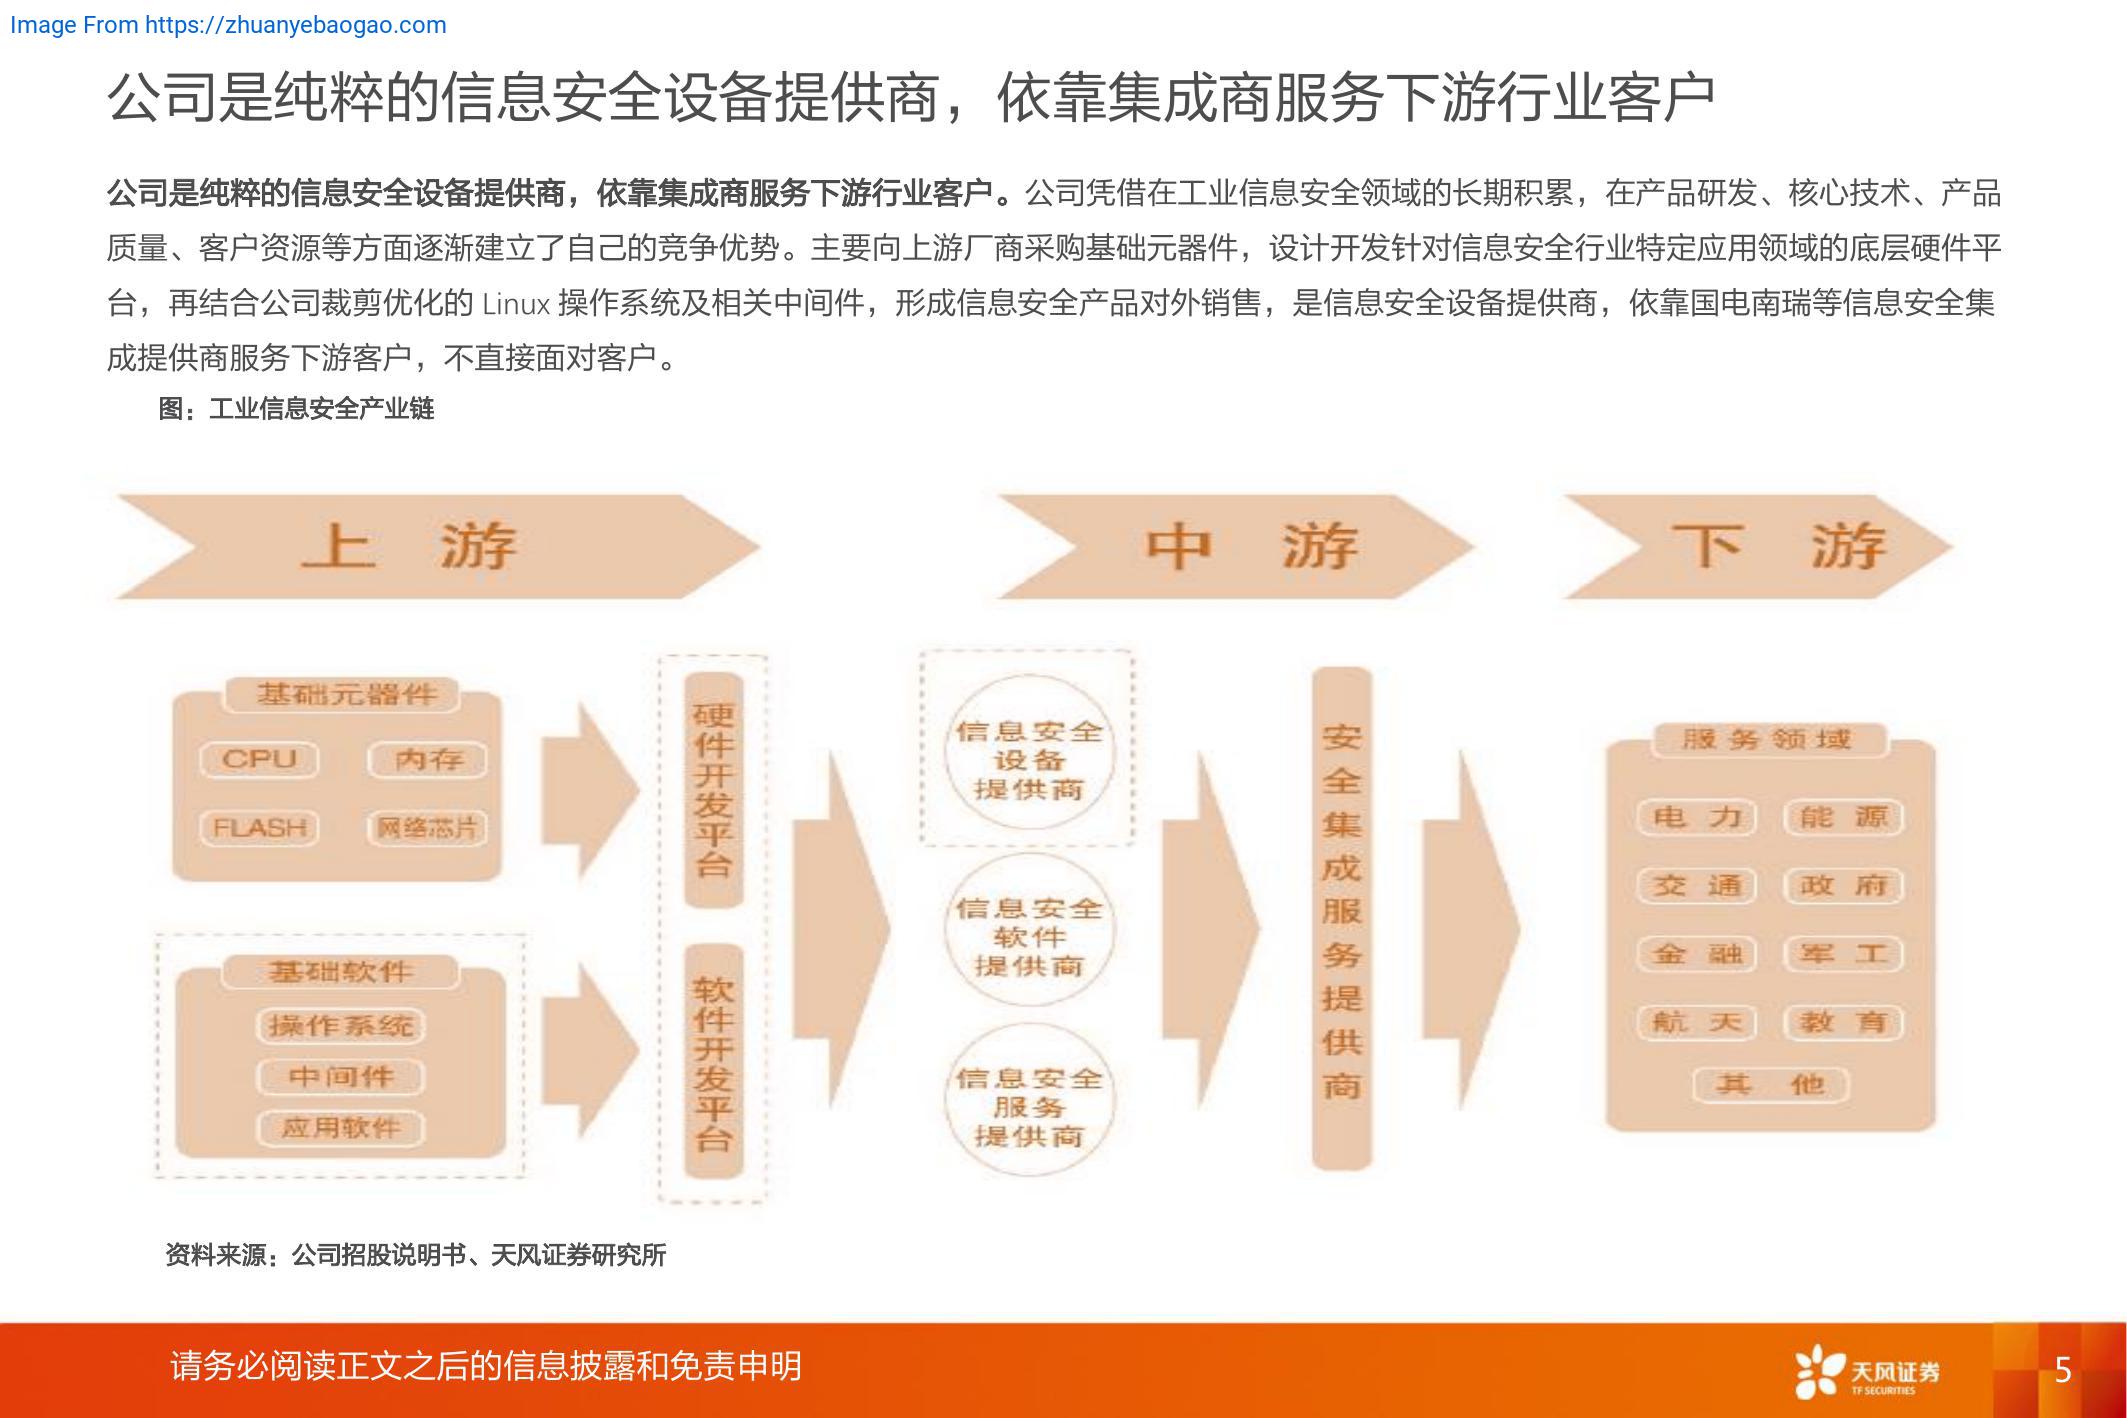 Image From https://zhuanyebaogao.com
公司是纯粹的信息安全设备提供商，依靠集成商服务下游行业客户
公司是纯粹的信息安全设备提供商，依靠集成商服务下游行业客户。公司凭借在工业信息安全领域的长期积累，在产品研发、核心技术、产品
质量、客户资源等方面逐渐建立了自己的竞争优势。主要向上游厂商采购基础元器件，设计开发针对信息安全行业特定应用领域的底层硬件平
台，再结合公司裁剪优化的 Linux 操作系统及相关中间件，形成信息安全产品对外销售，是信息安全设备提供商，依靠国电南瑞等信息安全集
成提供商服务下游客户，不直接面对客户。
图：工业信息安全产业链
上 游
中 游
下 游
基础元器件
CPU
内存
FLASH
网络芯片
基础软件
操作系统
中间件
应用软件
硬件开发平台
软件开发平台
信息安全
设备
提供商
信息安全
软件
提供商
信息安全
服务
提供商
安全集成服务提供商
服务领域
电 力
能 源
交 通
政 府
金 融
军 工
航 天
教 育
其 他
资料来源：公司招股说明书、天风证券研究所
请务必阅读正文之后的信息披露和免责申明
天风证券
TF SECURITIES
5